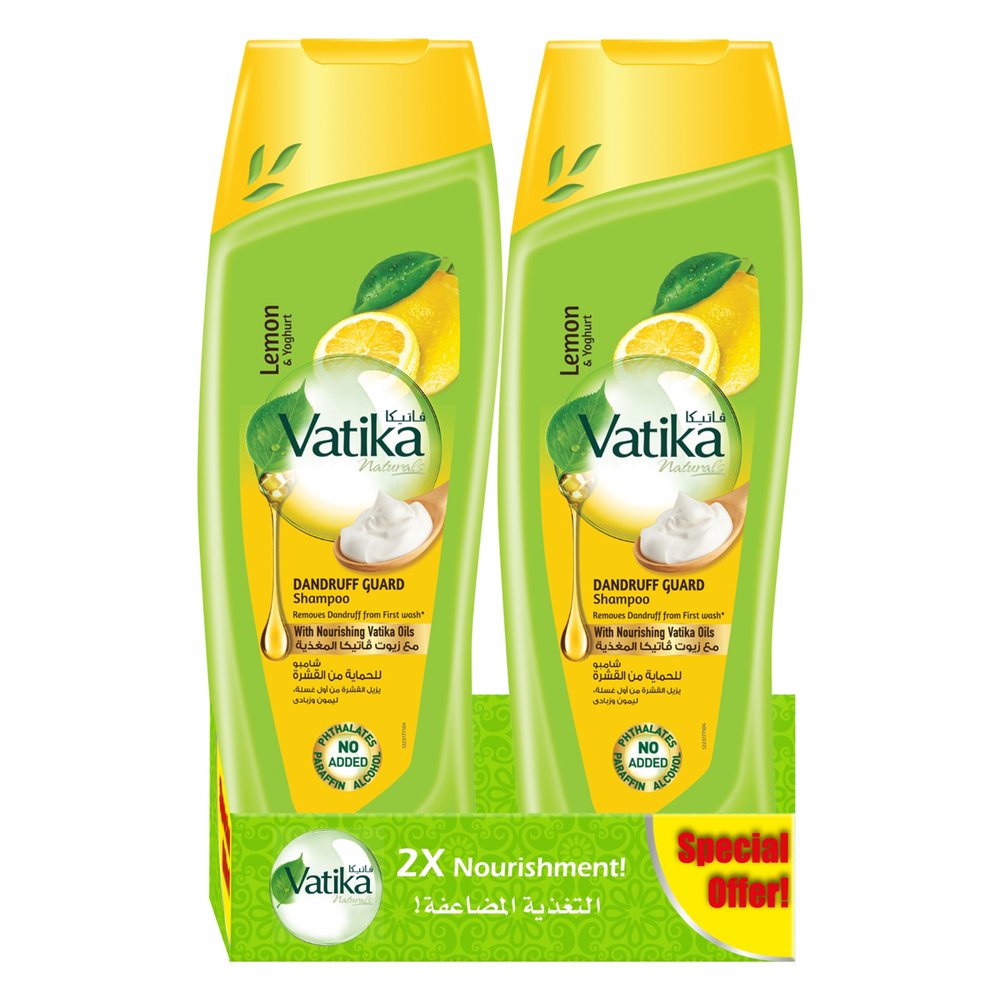 Lemon
& Yoghurt
ڤاتيكا
Vatika
Naturals
DANDRUFF GUARD
Shampoo
Removes Dandruff from First wash*
With Nourishing Vatika Oils
مع زيوت ڤاتيكا المغذية
شامبو
للحماية من القشرة
يزيل القشرة من أول غسلة*
ليمون وزبادي
PHTHALATES
NO
ADDED
PARAFFIN ALCOHOL
Lemon
& Yoghurt
ڤاتيكا
Vatika
Naturals
DANDRUFF GUARD
Shampoo
Removes Dandruff from First wash*
With Nourishing Vatika Oils
مع زيوت ڤاتيكا المغذية
شامبو
للحماية من القشرة
يزيل القشرة من أول غسلة*
ليمون وزبادي
PHTHALATES
NO
ADDED
PARAFFIN ALCOHOL
ڤاتيكا
Vatika
Naturals
2X Nourishment!
التغذية المضاعفة!
Special
Offer!